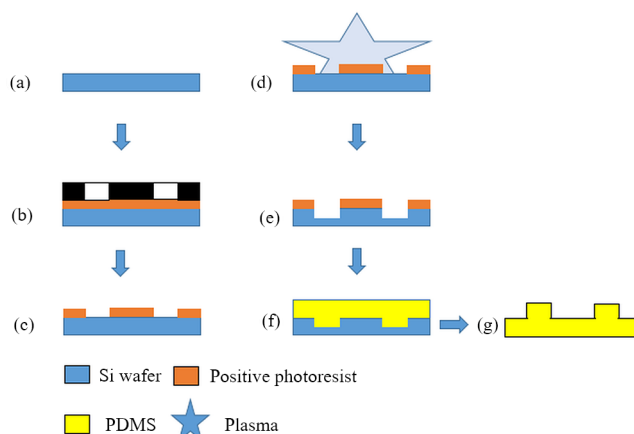 (a)
(d)
(b)
(e)
(c)
(f)
(g)
Si wafer
Positive photoresist
PDMS
Plasma